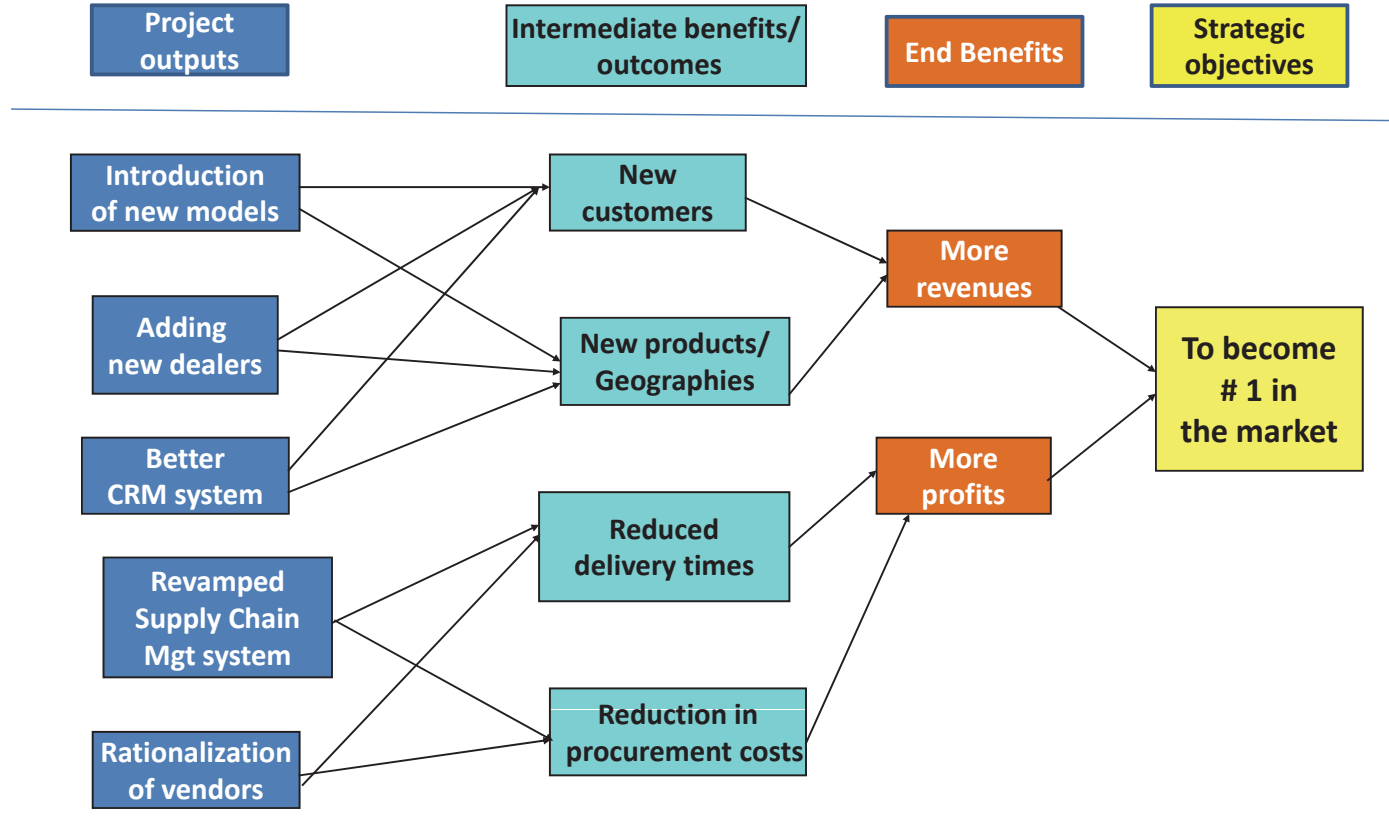 Project
outputs
Intermediate benefits/
outcomes
End Benefits
Strategic
objectives
Introduction
of new models
New
customers
More
revenues
Adding
new dealers
New products/
Geographies
To become
# 1 in
the market
Better
CRM system
More
profits
Reduced
delivery times
Revamped
Supply Chain
Mgt system
Reduction in
procurement costs
Rationalization
of vendors